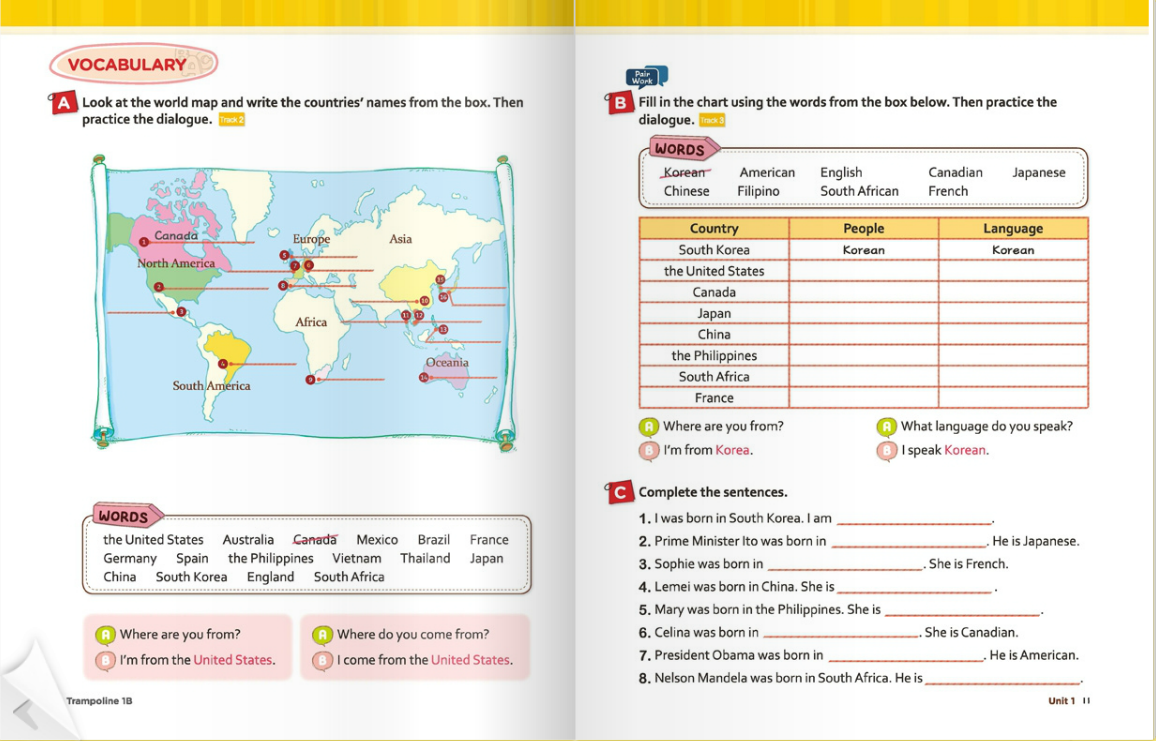 VOCABULARY
A Look at the world map and write the countries' names from the box. Then
practice the dialogue. Track 2
Canada
1
North America
2
3
4
South America
Europe
Asia
5
7 6
8
Africa
9
10
11 12
13
15
16
Oceania
14
WORDS
the United States Australia Canada Mexico Brazil France
Germany Spain the Philippines Vietnam Thailand Japan
China South Korea England South Africa
A Where are you from?
B I'm from the United States.
A Where do you come from?
B I come from the United States.
Trampoline 1B
Pair
Work
B Fill in the chart using the words from the box below. Then practice the
dialogue. Track 3
WORDS
Korean American English Canadian Japanese
Chinese Filipino South African French
Country People Language
South Korea Korean Korean
the United States
Canada
Japan
China
the Philippines
South Africa
France
A Where are you from?
B I'm from Korea.
A What language do you speak?
B I speak Korean.
C Complete the sentences.
1. I was born in South Korea. I am ____________.
2. Prime Minister Ito was born in ____________. He is Japanese.
3. Sophie was born in ____________. She is French.
4. Lemei was born in China. She is ____________.
5. Mary was born in the Philippines. She is ____________.
6. Celina was born in ____________. She is Canadian.
7. President Obama was born in ____________. He is American.
8. Nelson Mandela was born in South Africa. He is ____________.
Unit 1 11